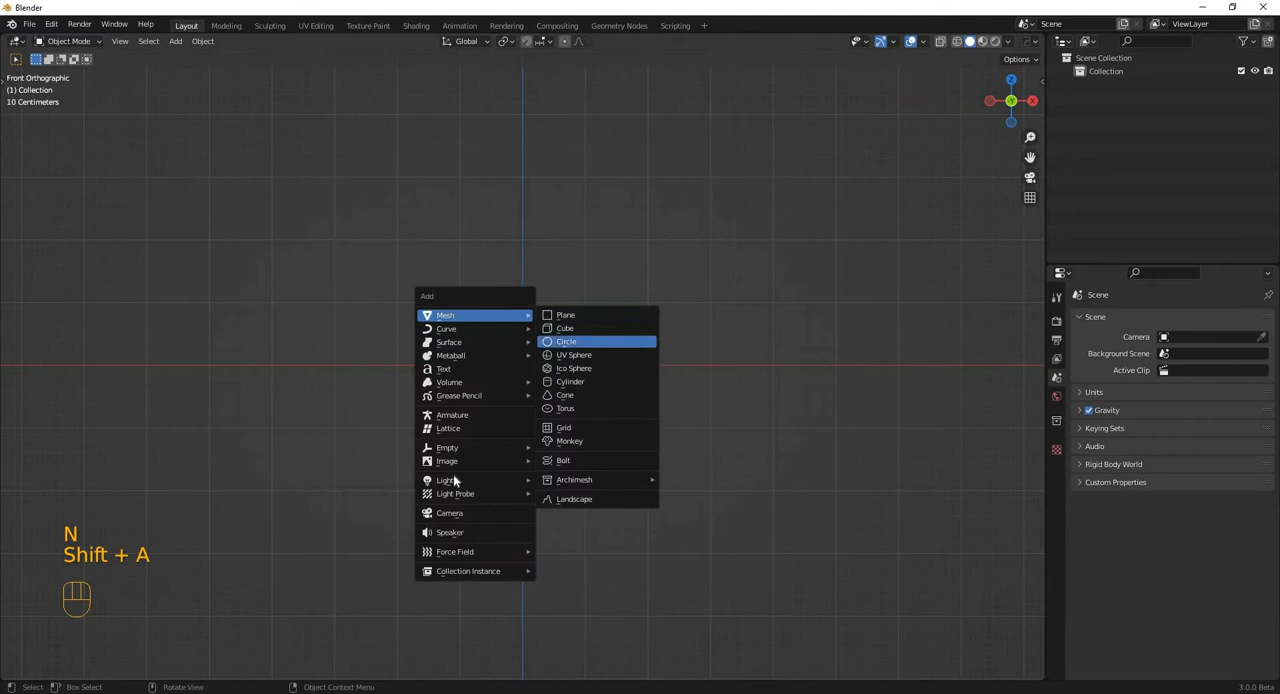 Blender
File Edit Render Window Help Layout Modeling Sculpting UV Editing Texture Paint Shading Animation Rendering Compositing Geometry Nodes Scripting + Scene ViewLayer
Object Mode View Select Add Object Global
Options
Front Orthographic
(1) Collection
10 Centimeters
Z
Y
X
Scene Collection
Collection
Add
Mesh
Curve
Surface
Metaball
Text
Volume
Grease Pencil
Armature
Lattice
Empty
Image
Light
Light Probe
Camera
Speaker
Force Field
Collection Instance
Plane
Cube
Circle
UV Sphere
Ico Sphere
Cylinder
Cone
Torus
Grid
Monkey
Bolt
Archimesh
Landscape
Scene
Scene
Camera
Background Scene
Active Clip
Units
Gravity
Keying Sets
Audio
Rigid Body World
Custom Properties
N
Shift + A
Select Box Select Rotate View Object Context Menu 3.0.0 Beta